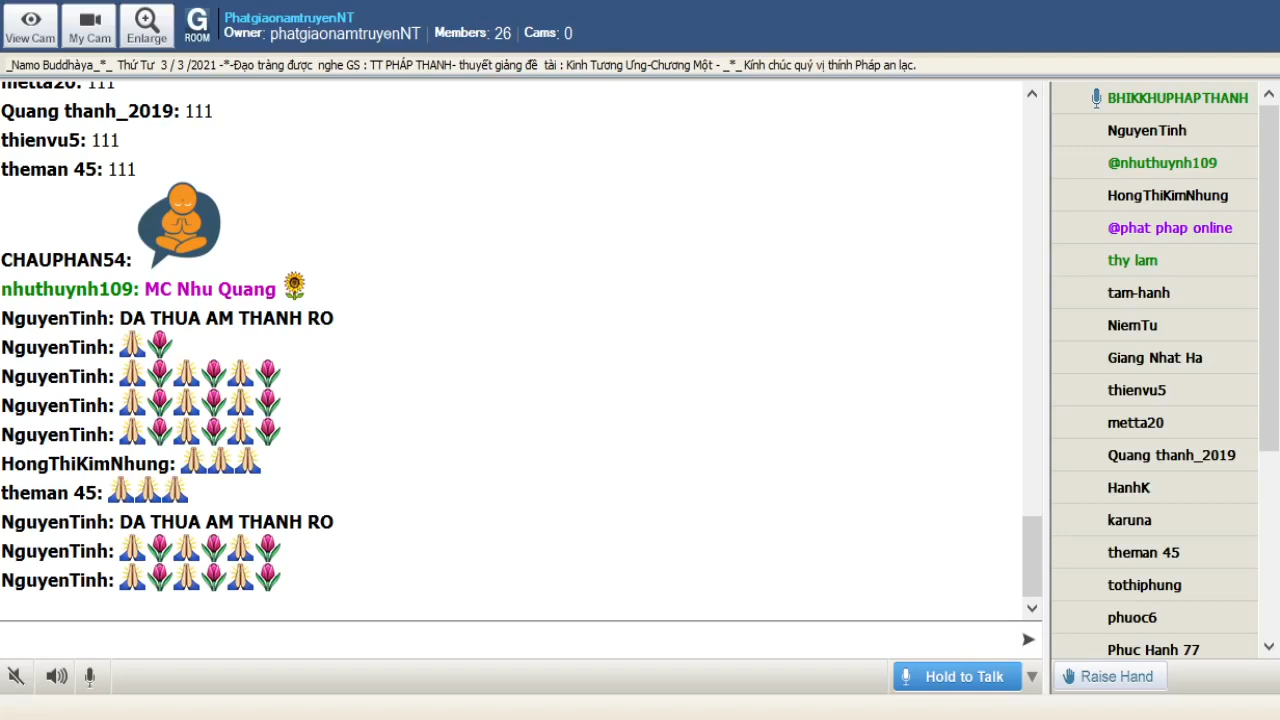 View Cam
My Cam
Enlarge
G
ROOM
PhatgiaonamtruyenNT
Owner: phatgiaonamtruyenNT | Members: 26 | Cams: 0
_Namo Buddhàya_*_ Thứ Tư 3 / 3 /2021 -*-Đạo tràng được nghe GS : TT PHÁP THANH- thuyết giảng đề tài : Kinh Tương Ưng-Chương Một - _*_ Kính chúc quý vị thính Pháp an lạc.
metta20: 111
Quang thanh_2019: 111
thienvu5: 111
theman 45: 111
CHAUPHAN54:
nhuthuynh109: MC Nhu Quang
NguyenTinh: DA THUA AM THANH RO
NguyenTinh:
NguyenTinh:
NguyenTinh:
NguyenTinh:
HongThiKimNhung:
theman 45:
NguyenTinh: DA THUA AM THANH RO
NguyenTinh:
NguyenTinh:
Hold to Talk
BHIKKHUPHAPTHANH
NguyenTinh
@nhuthuynh109
HongThiKimNhung
@phat phap online
thy lam
tam-hanh
NiemTu
Giang Nhat Ha
thienvu5
metta20
Quang thanh_2019
HanhK
karuna
theman 45
tothiphung
phuoc6
Phuc Hanh 77
Raise Hand